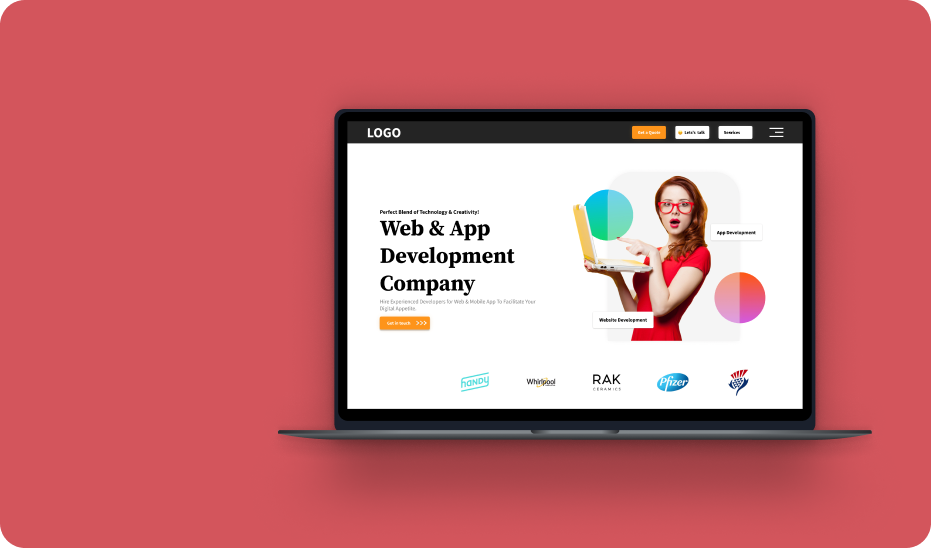 LOGO
Get a Quote
Let's talk
Services
Perfect Blend of Technology & Creativity!
Web & App
Development
Company
Hire Experienced Developers for Web & Mobile App To Facilitate Your
Digital Appetite
Get in touch
App Development
Website Development
HANDY
Whirlpool
RAK
CERAMICS
Pfizer